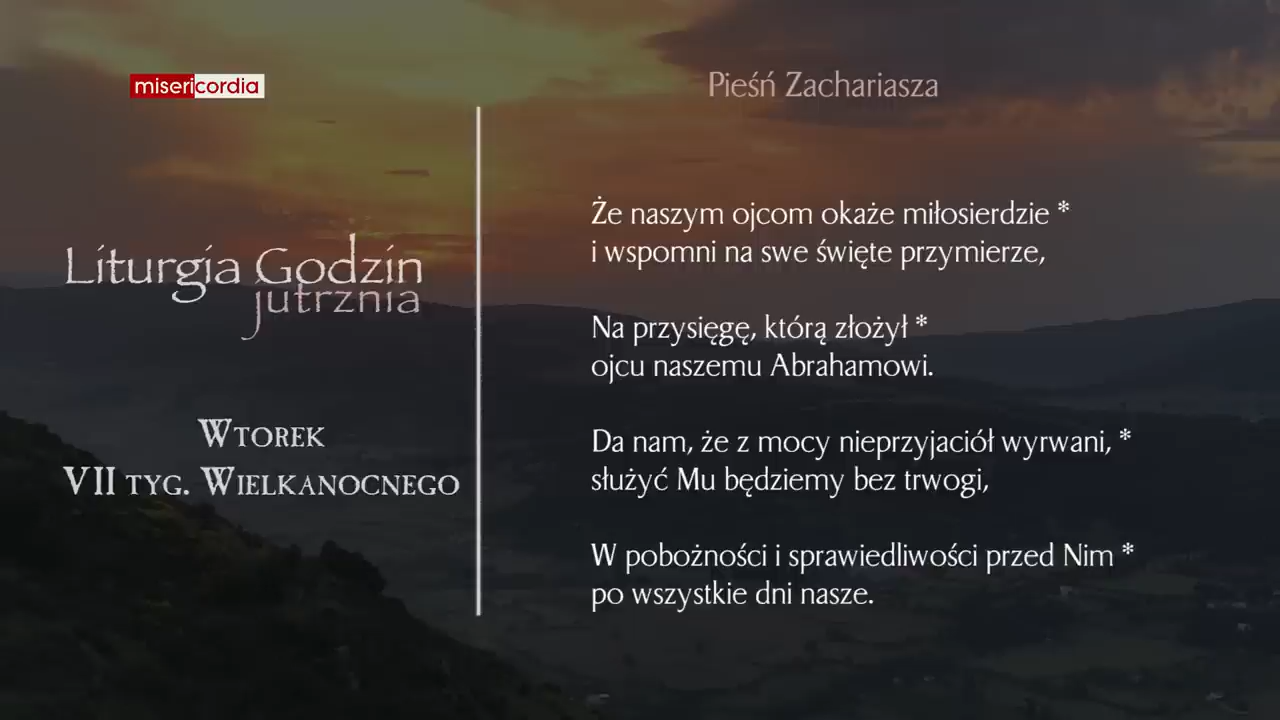 misericordia
Pieśń Zachariasza
Liturgia Godzin
jutrznia
Wtorek
VII tyg. Wielkanocnego
Że naszym ojcom okaże miłosierdzie *
i wspomni na swe święte przymierze,
Na przysięgę, którą złożył *
ojcu naszemu Abrahamowi.
Da nam, że z mocy nieprzyjaciół wyrwani, *
służyć Mu będziemy bez trwogi,
W pobożności i sprawiedliwości przed Nim *
po wszystkie dni nasze.